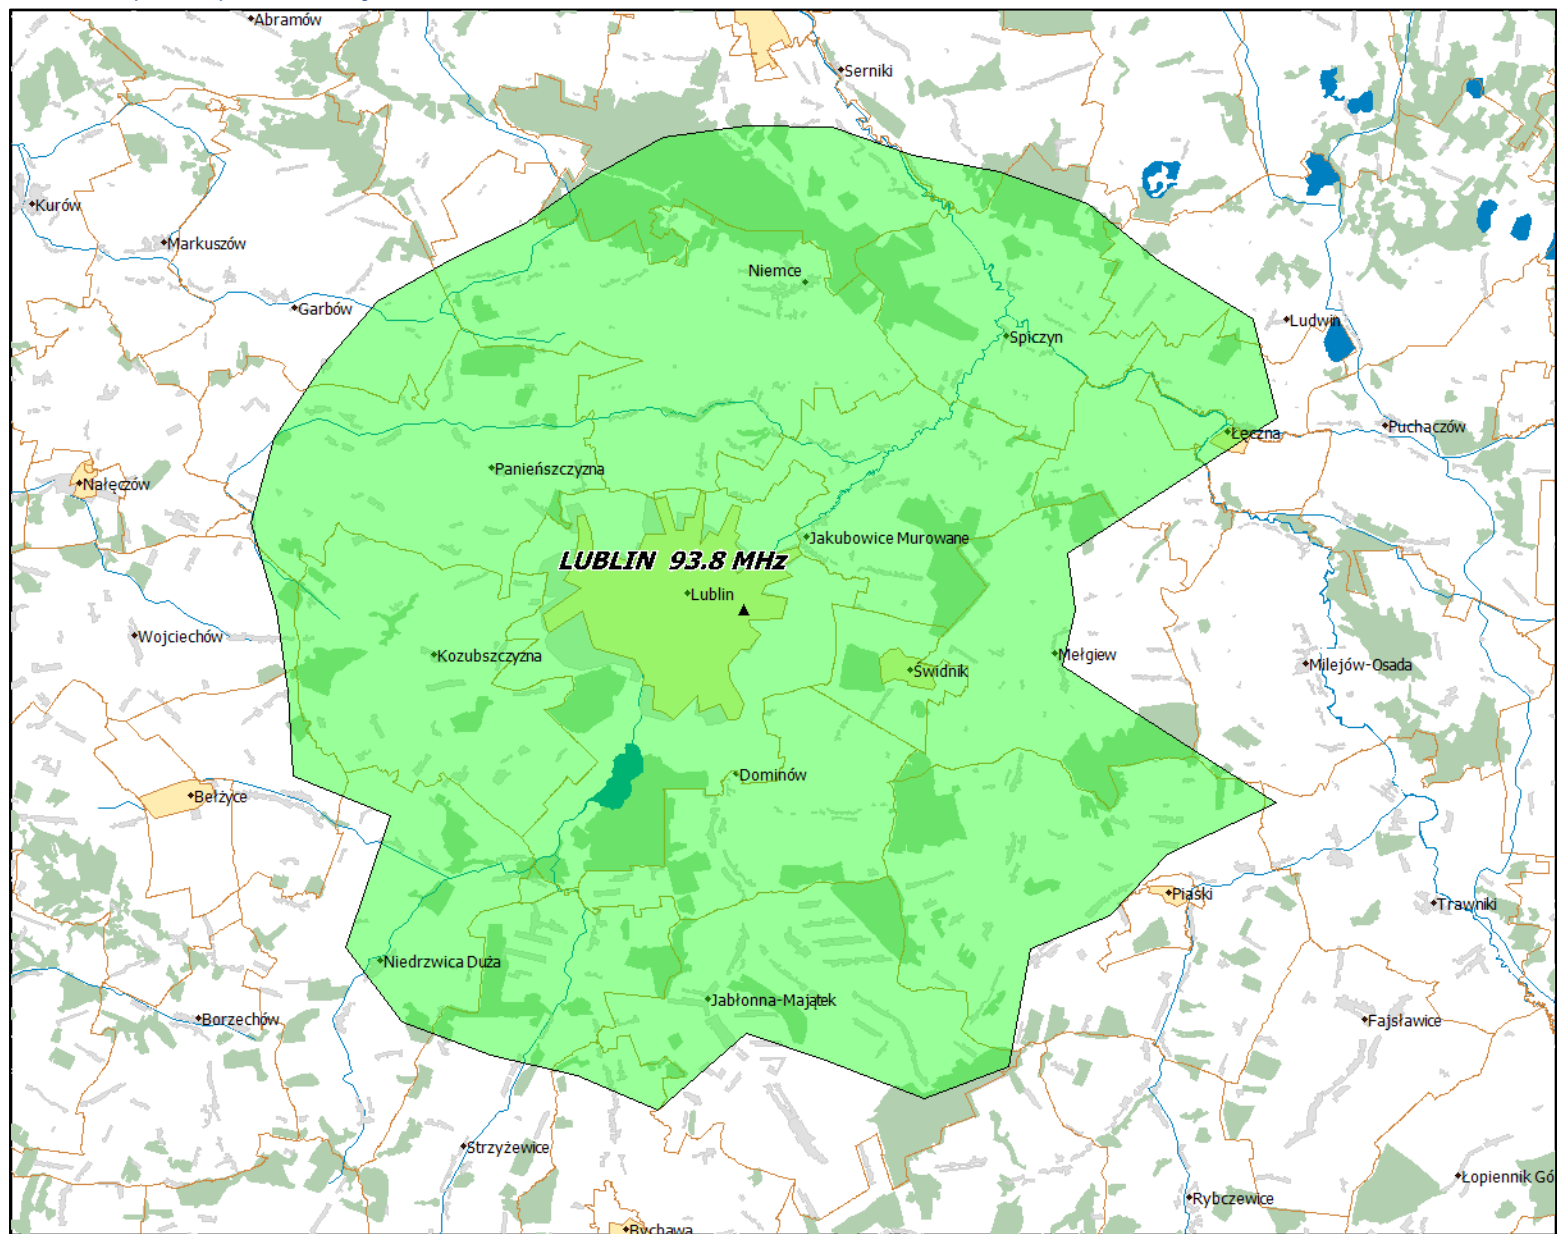 Abramów
Serniki
Kurów
Markuszów
Niemce
Garbów
Ludwin
Spiczyn
Puchaczów
Łęczna
Panieńszczyzna
Nałęczów
Jakubowice Murowane
LUBLIN 93.8 MHz
Lublin
Wojciechów
Kozubszczyzna
Mełgiew
Milejów-Osada
Świdnik
Dominów
Bełżyce
Piaski
Trawniki
Niedrzwica Duża
Jabłonna-Majątek
Borzechów
Fajsławice
Strzyżewice
Łopiennik Gó
Rybczewice
Bychawa